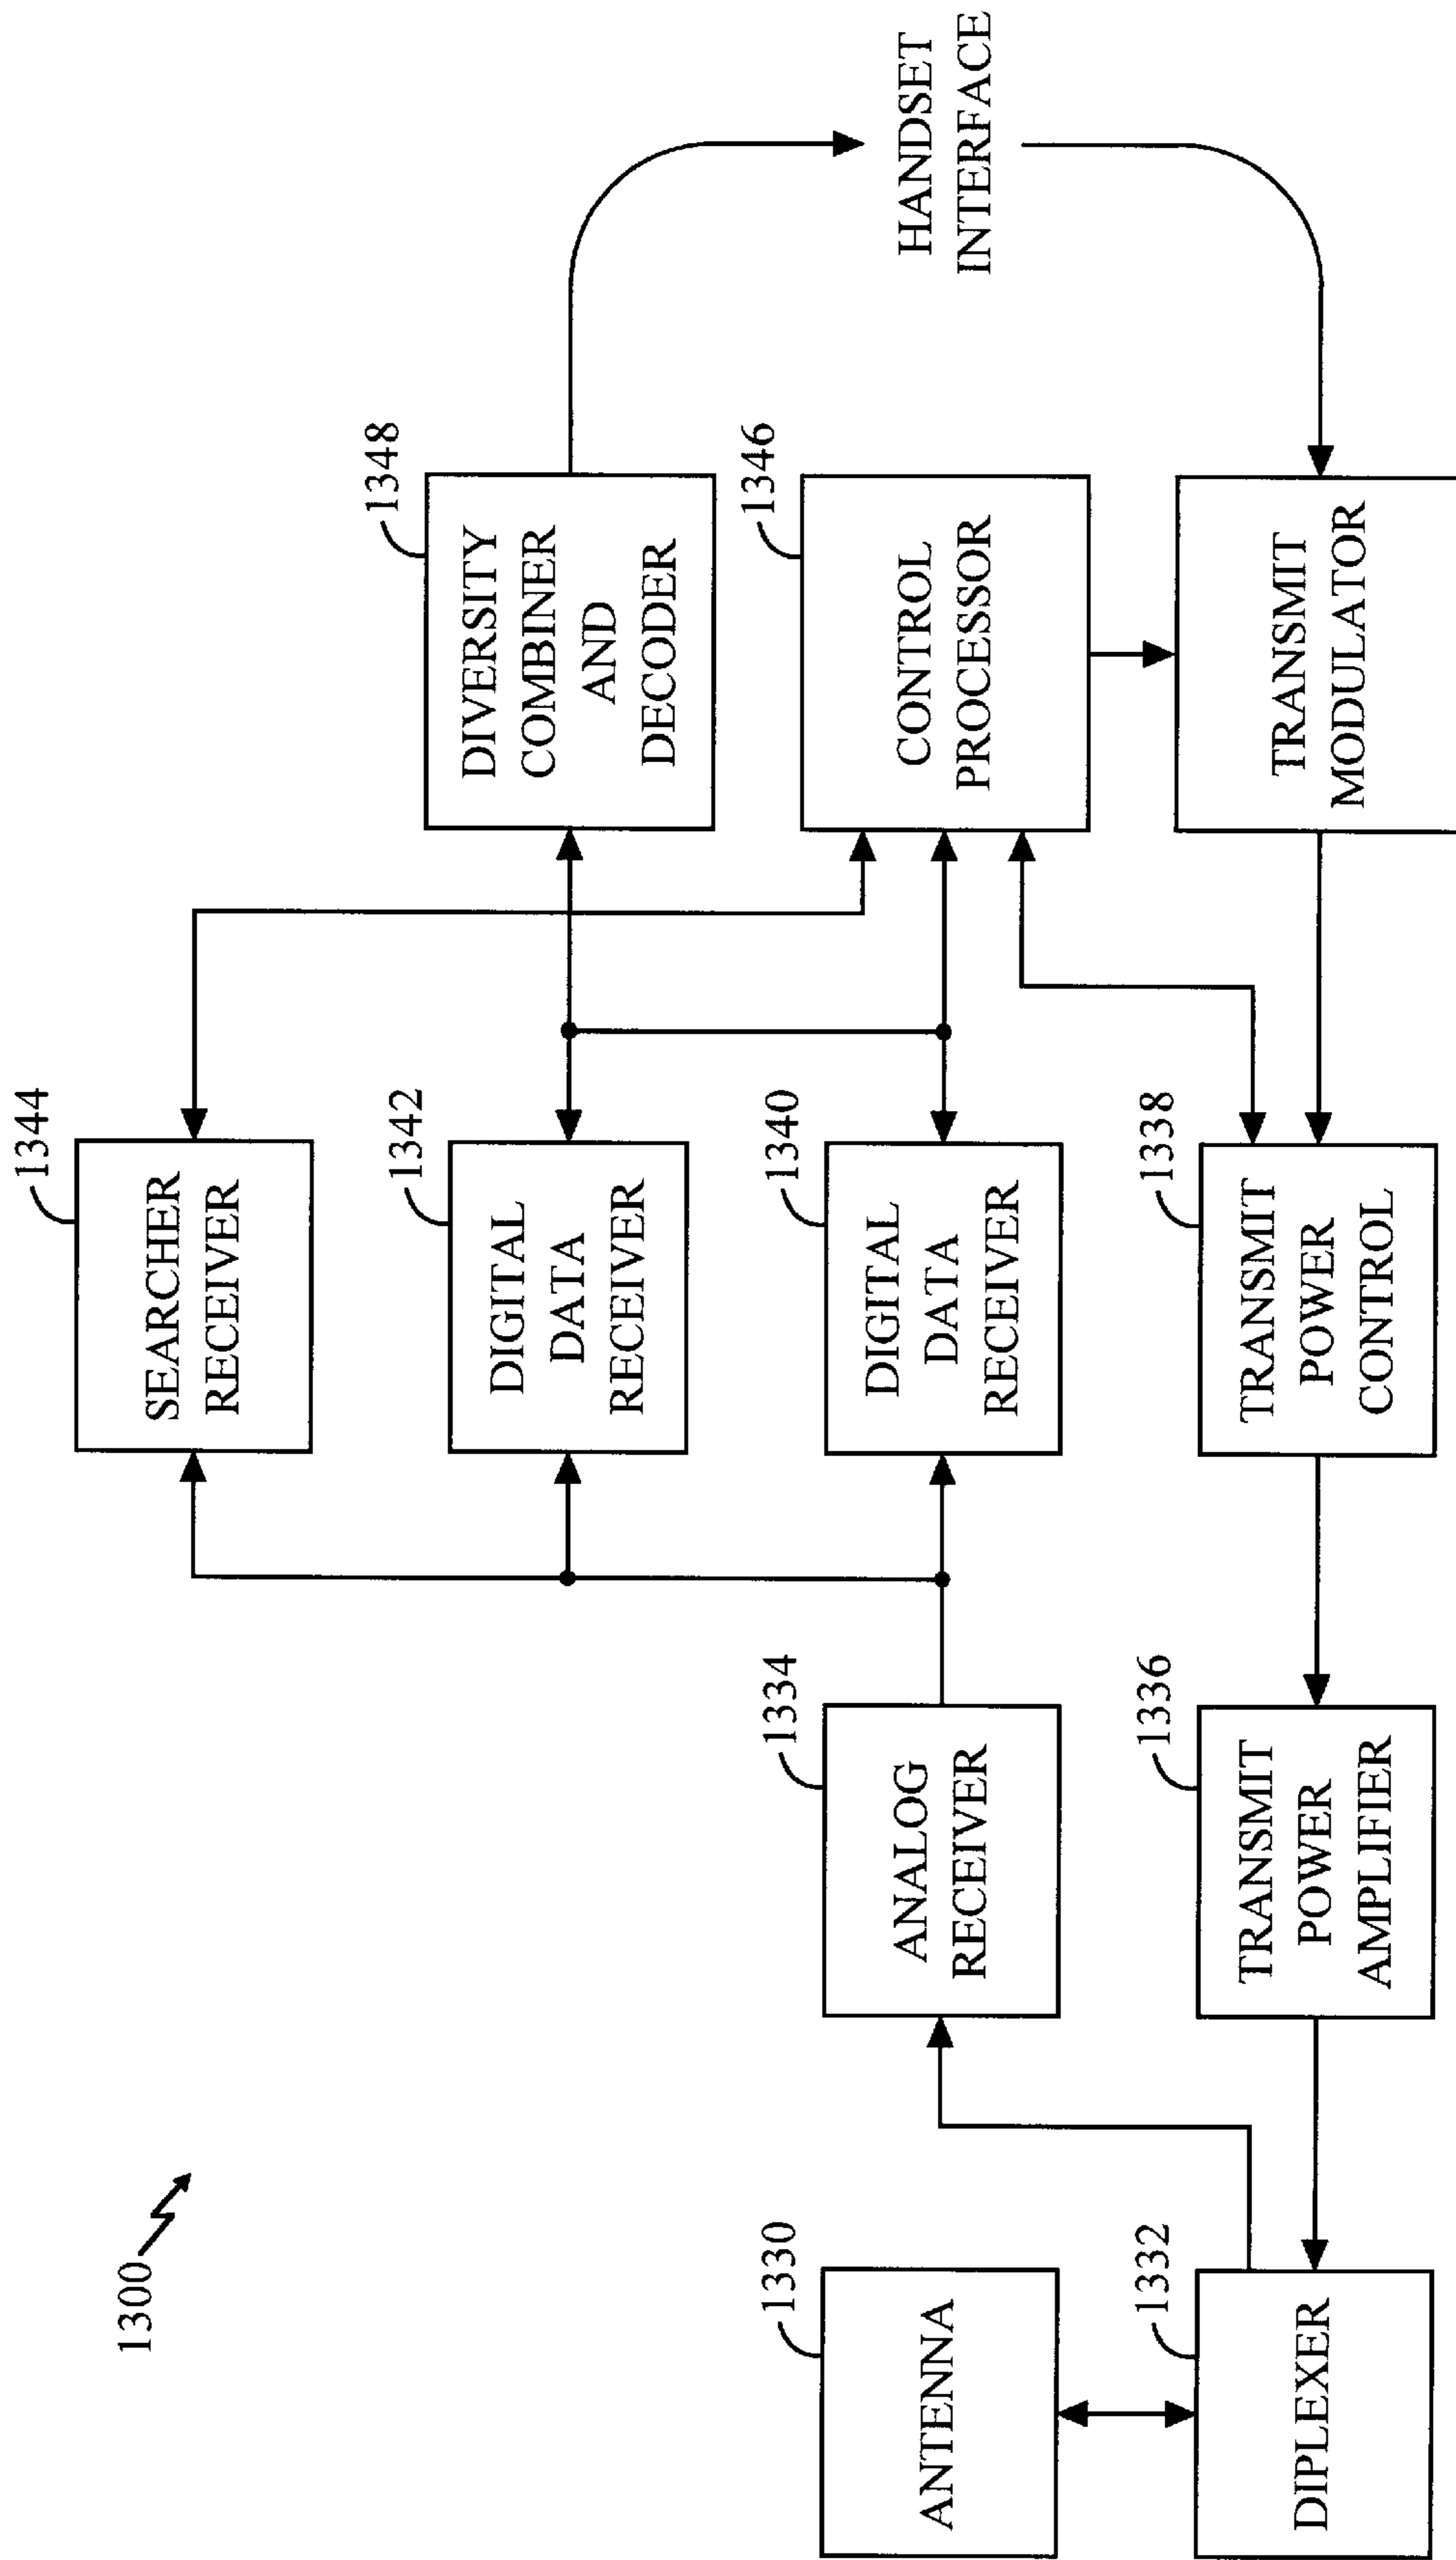 1300
ANTENNA
1330
DIPLEXER
1332
ANALOG
RECEIVER
1334
TRANSMIT
POWER
AMPLIFIER
1336
SEARCHER
RECEIVER
1344
DIGITAL
DATA
RECEIVER
1342
DIGITAL
DATA
RECEIVER
1340
TRANSMIT
POWER
CONTROL
1338
DIVERSITY
COMBINER
AND
DECODER
1348
CONTROL
PROCESSOR
1346
TRANSMIT
MODULATOR
HANDSET
INTERFACE